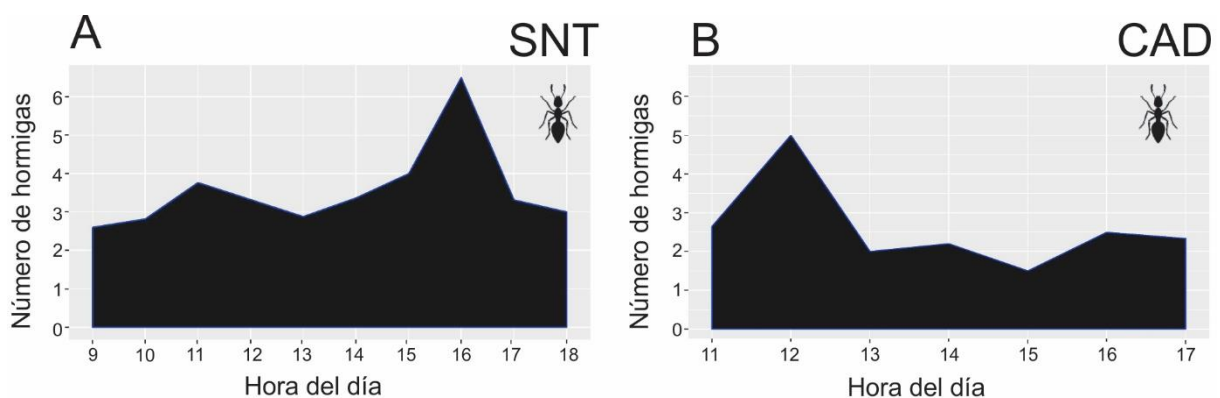 A
SNT
Número de hormigas
6
5
4
3
2
1
0
9 10 11 12 13 14 15 16 17 18
Hora del día
B
CAD
Número de hormigas
6
5
4
3
2
1
0
11 12 13 14 15 16 17
Hora del día